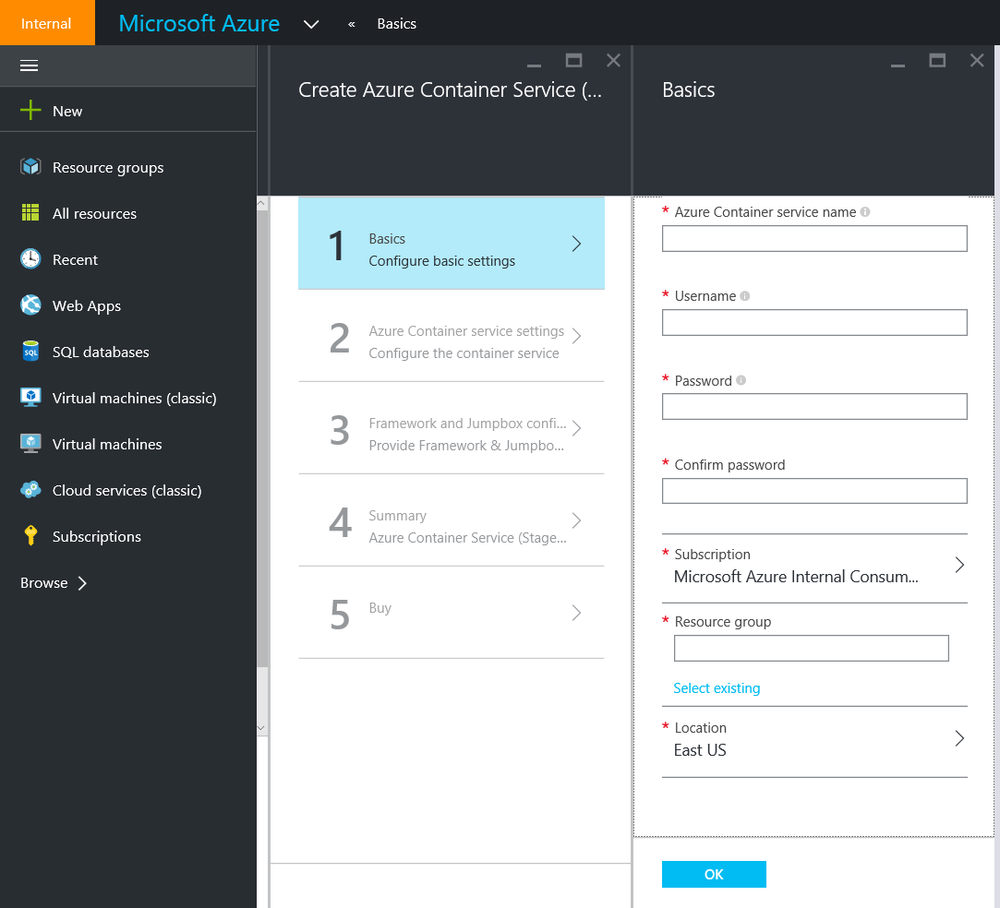 Internal
Microsoft Azure
«
Basics
New
Resource groups
All resources
Recent
Web Apps
SQL
SQL databases
Virtual machines (classic)
Virtual machines
Cloud services (classic)
Subscriptions
Browse
Create Azure Container Service (...
1
Basics
Configure basic settings
2
Azure Container service settings
Configure the container service
3
Framework and Jumpbox confi...
Provide Framework & Jumpbo...
4
Summary
Azure Container Service (Stage...
5
Buy
Basics
* Azure Container service name
* Username
* Password
* Confirm password
* Subscription
Microsoft Azure Internal Consum...
* Resource group
Select existing
* Location
East US
OK